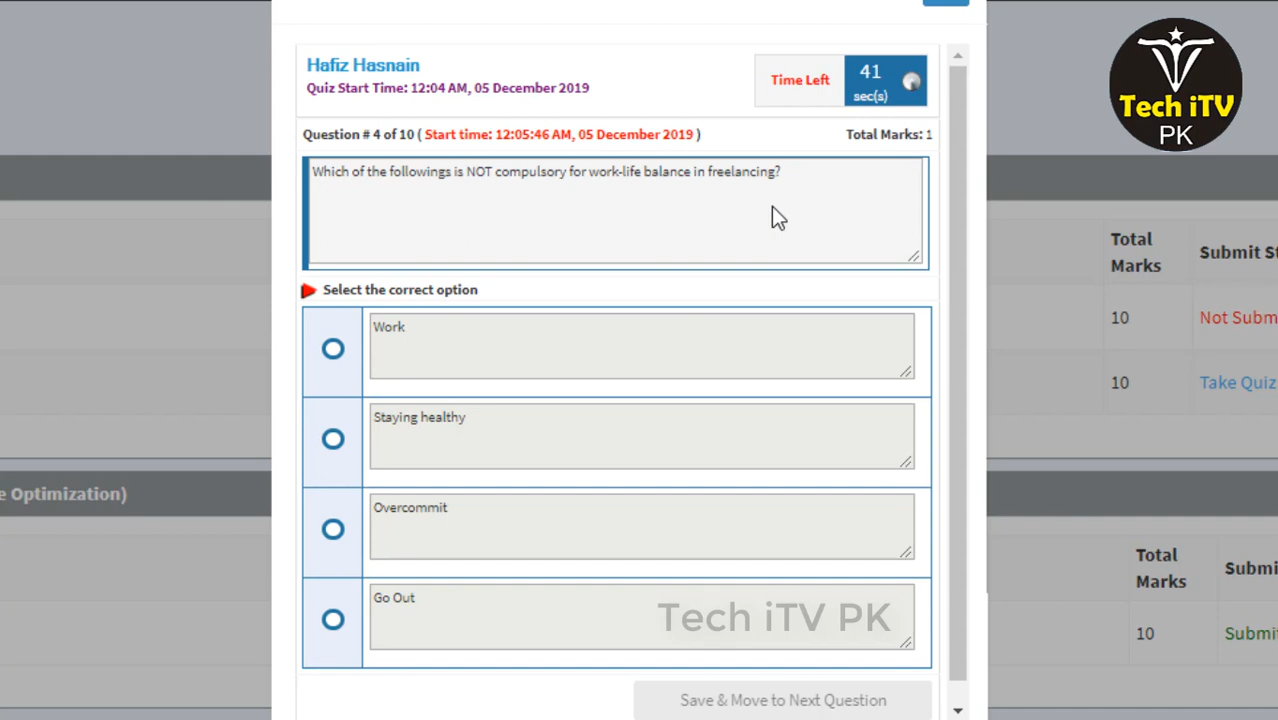 Hafiz Hasnain
Quiz Start Time: 12:04 AM, 05 December 2019
Time Left
41
sec(s)
Tech iTV
PK
Question # 4 of 10 ( Start time: 12:05:46 AM, 05 December 2019 )
Total Marks: 1
Which of the followings is NOT compulsory for work-life balance in freelancing?
Total
Marks
Submit St
Select the correct option
Work
10
Not Subm
Staying healthy
10
Take Quiz
e Optimization)
Overcommit
Total
Marks
Submi
Go Out
Tech iTV PK
10
Submit
Save & Move to Next Question